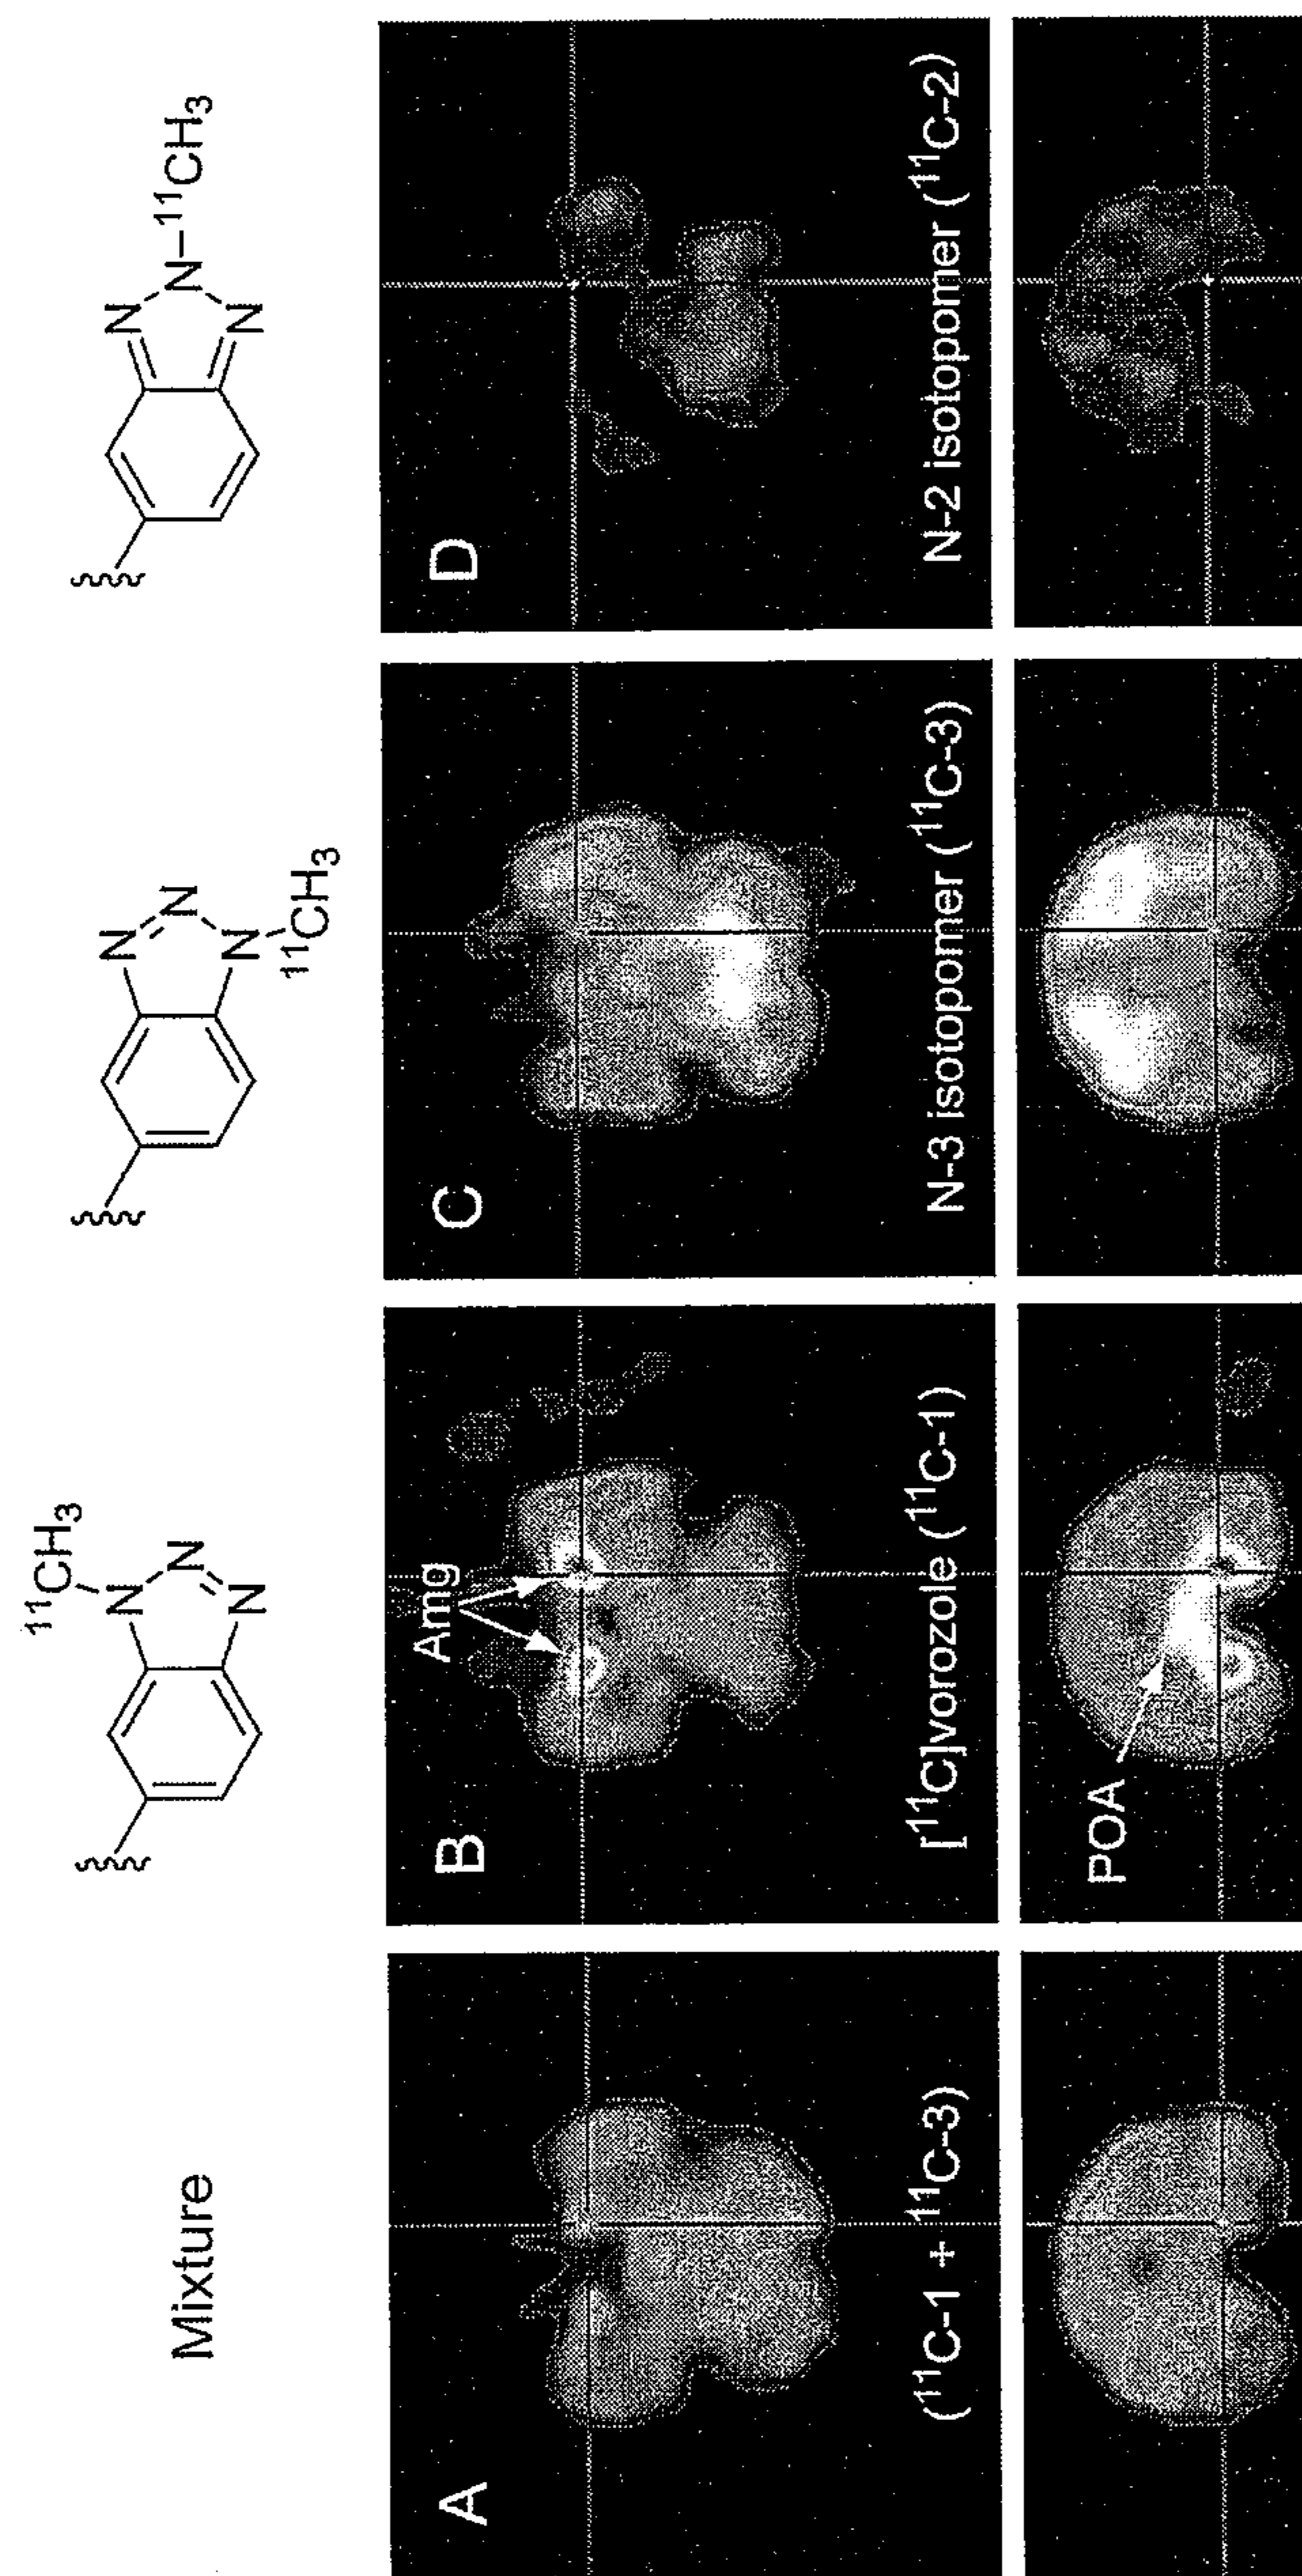 Mixture
11CH3
N
N
N
N
N
N
11CH3
N
N
N
11CH3
A
(11C-1 + 11C-3)
B
Amg
[11C]vorozole (11C-1)
C
N-3 isotopomer (11C-3)
D
N-2 isotopomer (11C-2)
POA